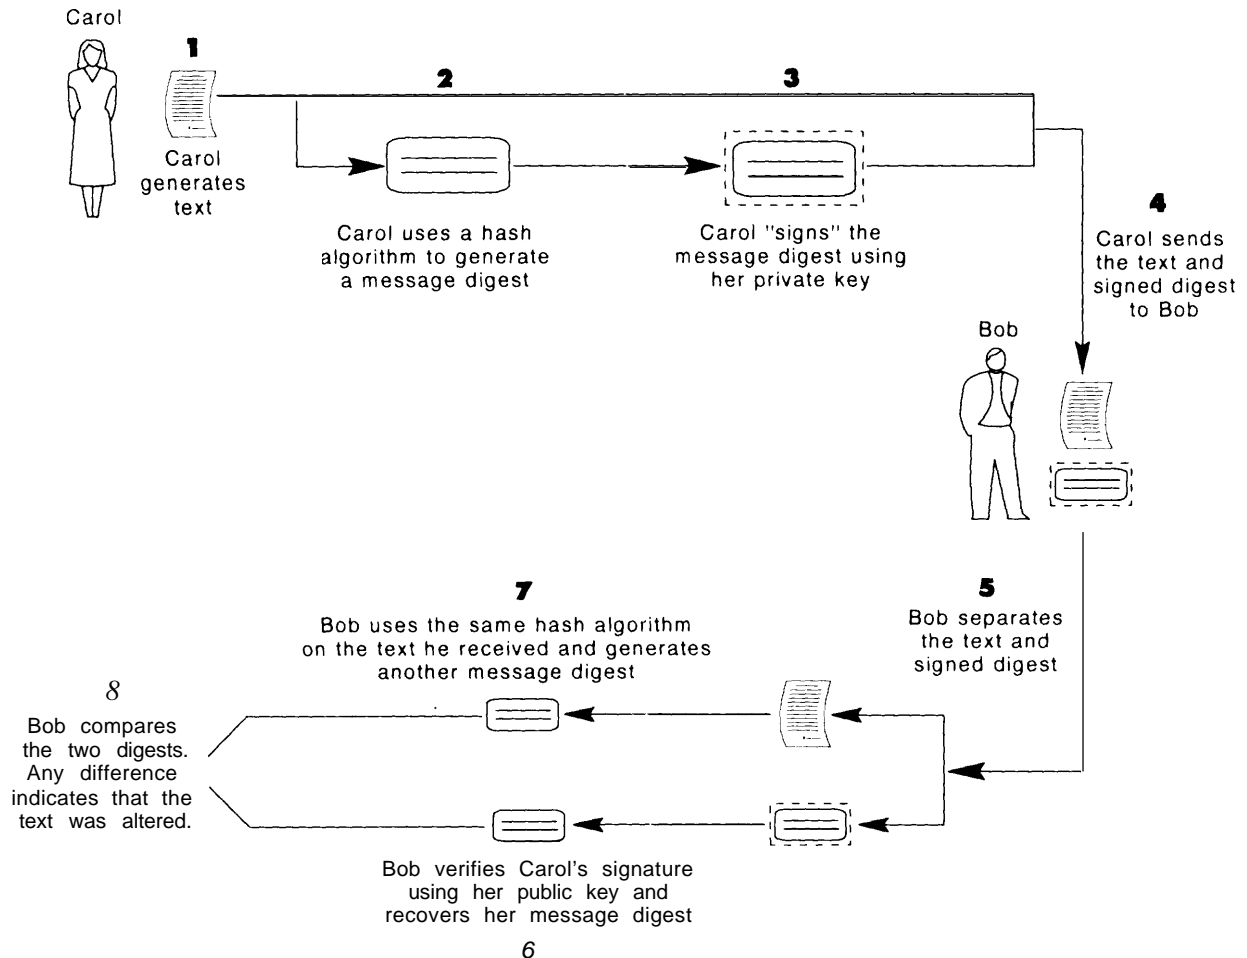 Carol
1
Carol
generates
text
2
Carol uses a hash
algorithm to generate
a message digest
3
Carol "signs" the
message digest using
her private key
4
Carol sends
the text and
signed digest
to Bob
Bob
5
Bob separates
the text and
signed digest
7
Bob uses the same hash algorithm
on the text he received and generates
another message digest
8
Bob compares
the two digests.
Any difference
indicates that the
text was altered.
Bob verifies Carol's signature
using her public key and
recovers her message digest
6